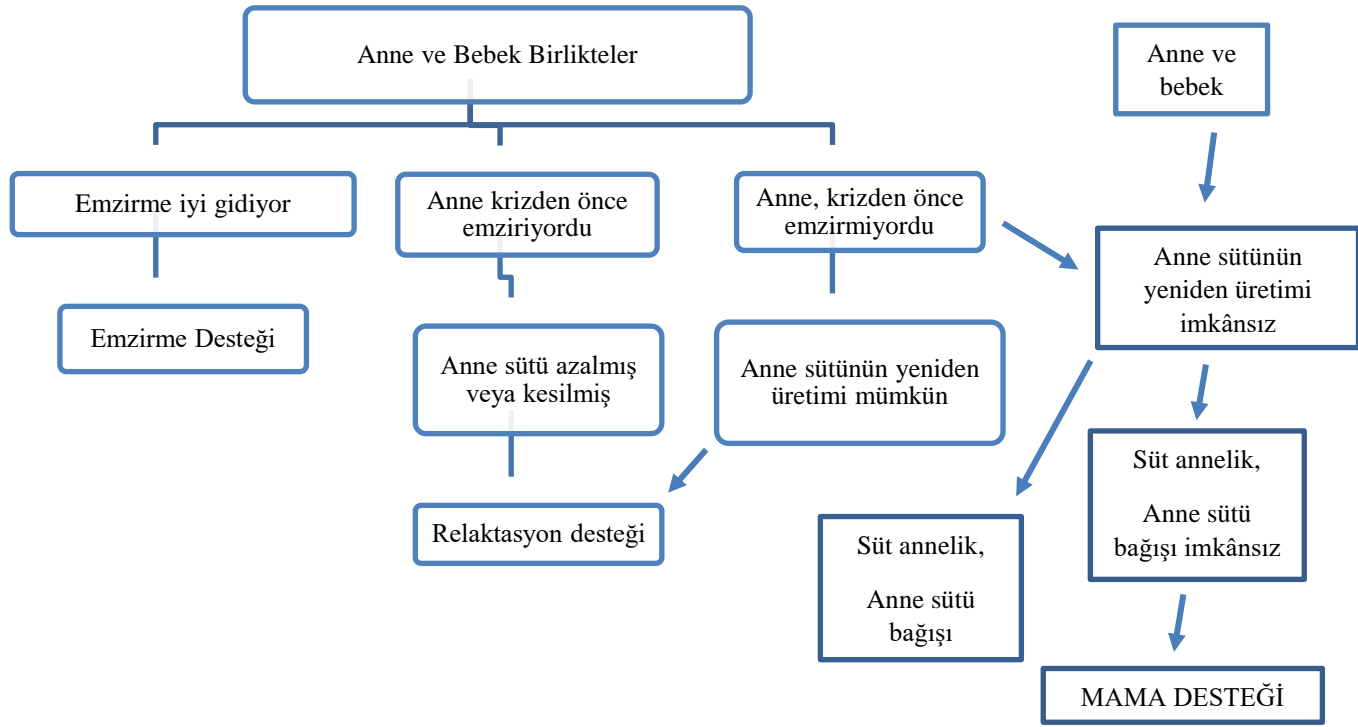 Anne ve Bebek Birlikteler
Anne ve
bebek
Emzirme iyi gidiyor
Anne krizden önce
emziriyordu
Anne, krizden önce
emzirmiyordu
Anne sütünün
yeniden üretimi
imkânsız
Emzirme Desteği
Anne sütü azalmış
veya kesilmiş
Anne sütünün yeniden
üretimi mümkün
Relaktasyon desteği
Süt annelik,
Anne sütü
bağışı
Süt annelik,
Anne sütü
bağışı imkânsız
MAMA DESTEĞİ